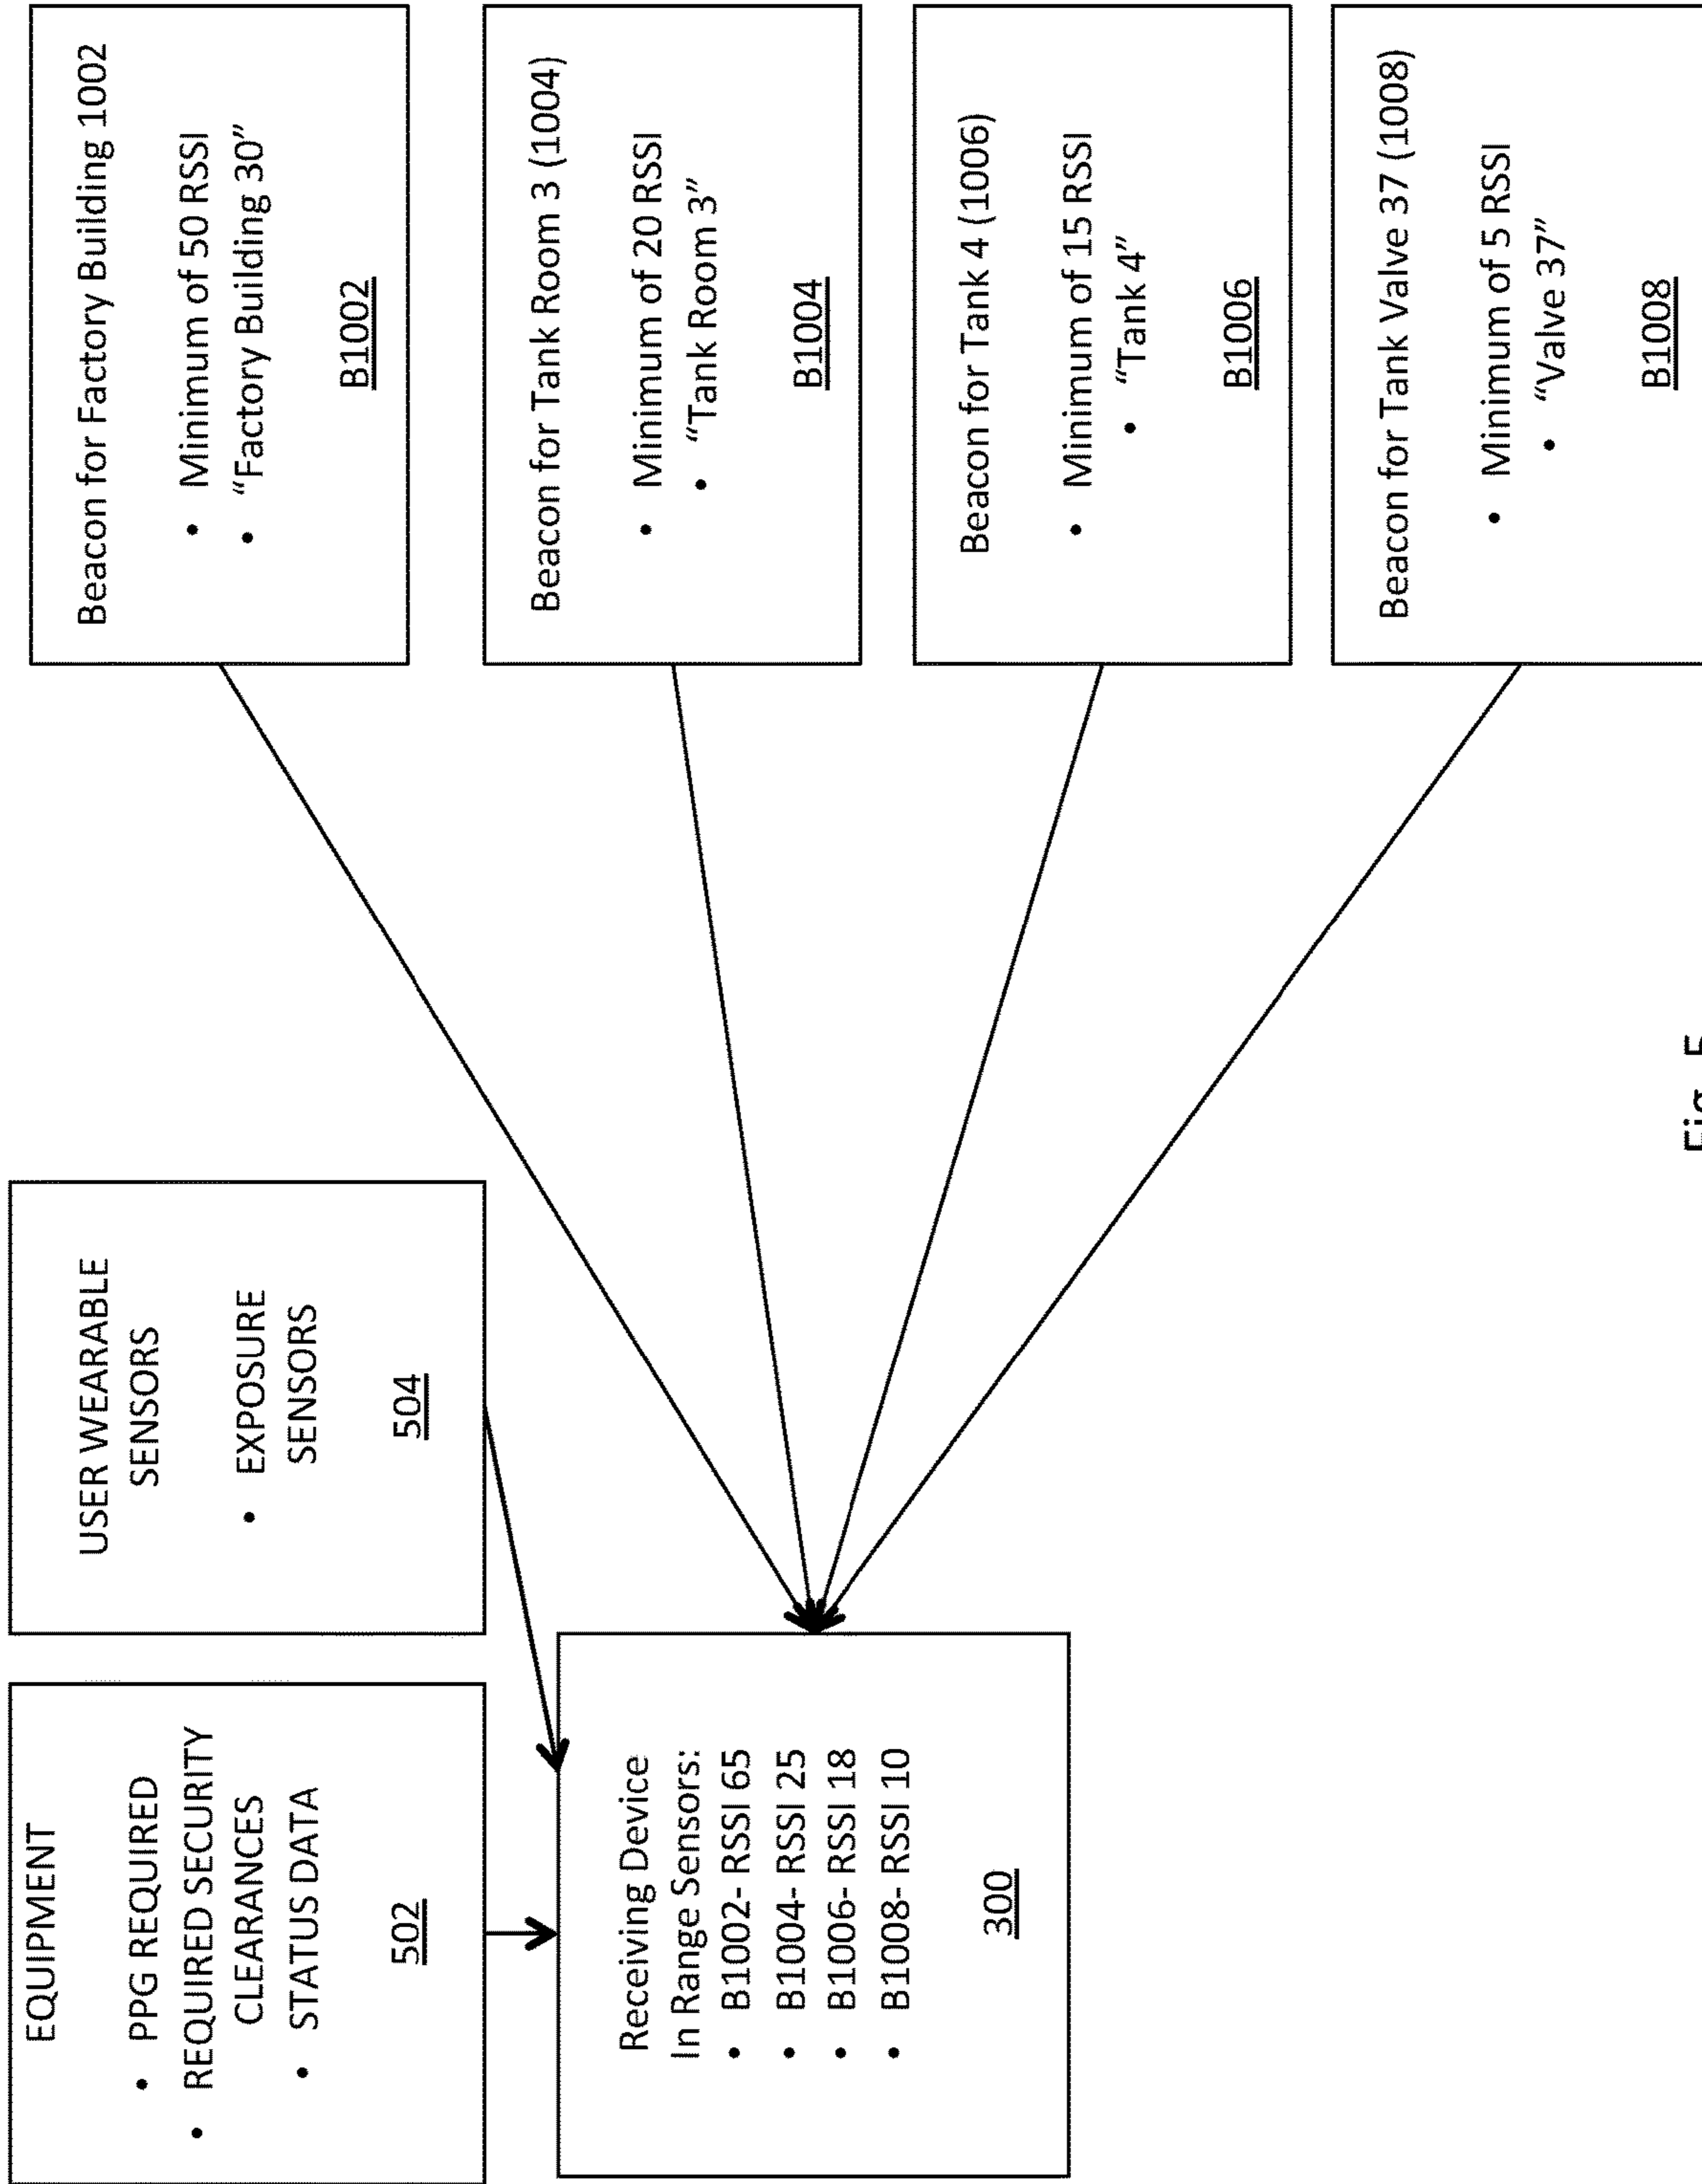 EQUIPMENT
• PPG REQUIRED
• REQUIRED SECURITY
CLEARANCES
• STATUS DATA
502
USER WEARABLE
SENSORS
• EXPOSURE
SENSORS
504
Receiving Device
In Range Sensors:
• B1002- RSSI 65
• B1004- RSSI 25
• B1006- RSSI 18
• B1008- RSSI 10
300
Beacon for Factory Building 1002
• Minimum of 50 RSSI
• “Factory Building 30”
B1002
Beacon for Tank Room 3 (1004)
• Minimum of 20 RSSI
• “Tank Room 3”
B1004
Beacon for Tank 4 (1006)
• Minimum of 15 RSSI
• “Tank 4”
B1006
Beacon for Tank Valve 37 (1008)
• Minimum of 5 RSSI
• “Valve 37”
B1008
Fig. 5